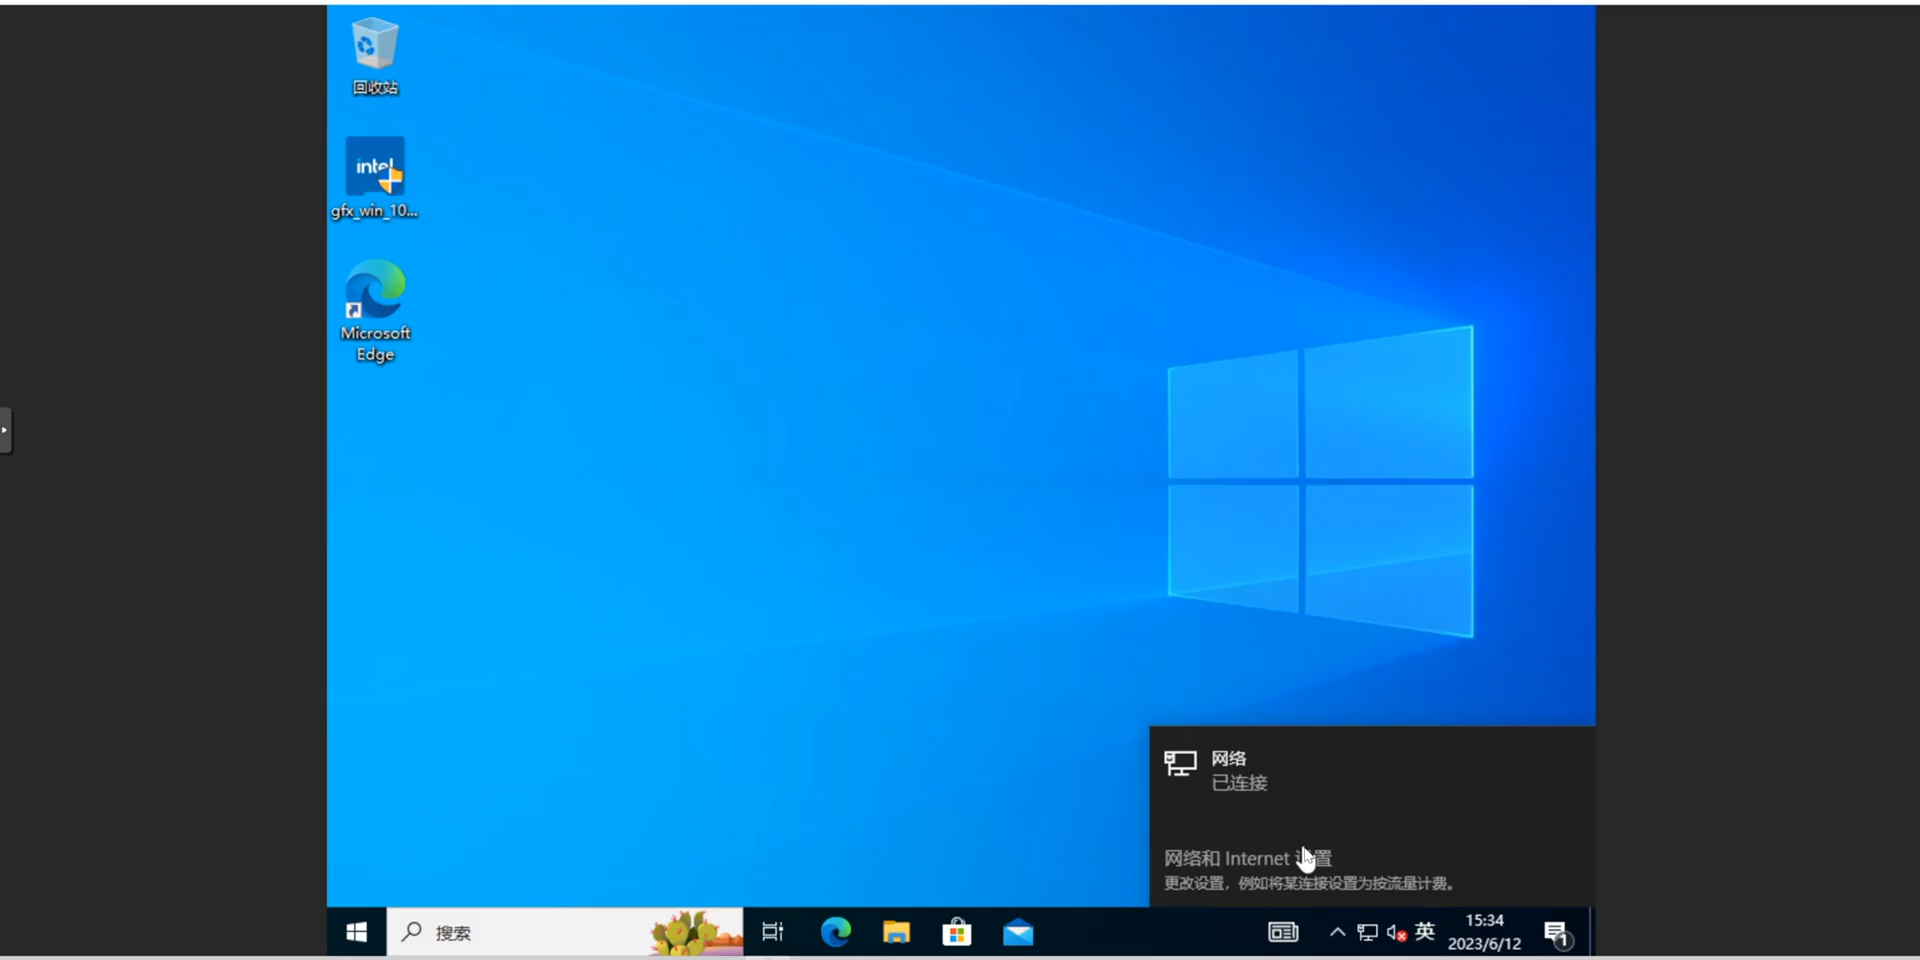 回收站
intel
gfx_win_10...
Microsoft
Edge
网络
已连接
网络和 Internet 设置
更改设置，例如将某连接设置为按流量计费。
搜索
英
15:34
2023/6/12
1